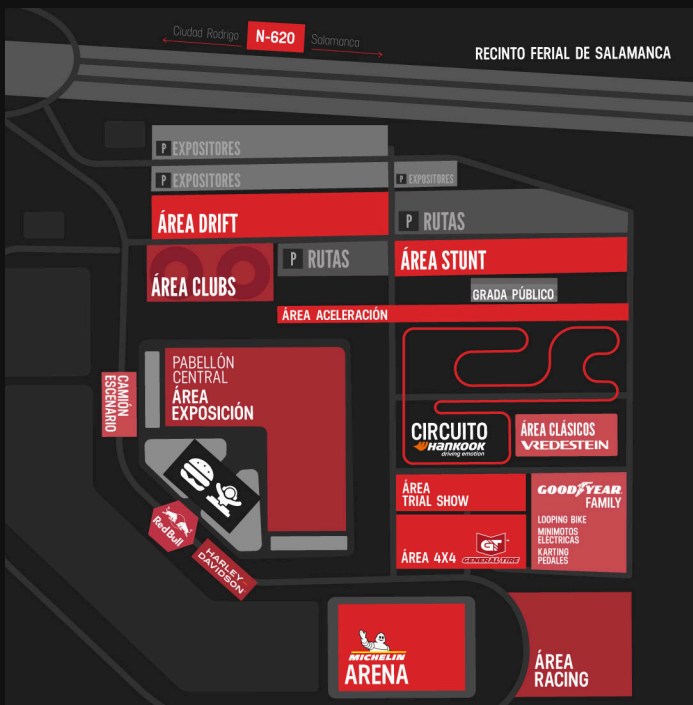 Ciudad Rodrigo
N-620
Salamanca
RECINTO FERIAL DE SALAMANCA
P EXPOSITORES
P EXPOSITORES
P EXPOSITORES
ÁREA DRIFT
P RUTAS
ÁREA CLUBS
P RUTAS
ÁREA STUNT
GRADA PÚBLICO
ÁREA ACELERACIÓN
PABELLÓN
CENTRAL
ÁREA
EXPOSICIÓN
CAMIÓN
ESCENARIO
CIRCUITO
HANKOOK
driving emotion
ÁREA CLÁSICOS
VREDESTEIN
ÁREA
TRIAL SHOW
GOODYEAR
FAMILY
LOOPING BIKE
MINIMOTOS
ELÉCTRICAS
KARTING
PEDALES
ÁREA 4X4
GT
GENERAL TIRE
Red Bull
HARLEY-
DAVIDSON
MICHELIN
ARENA
ÁREA
RACING